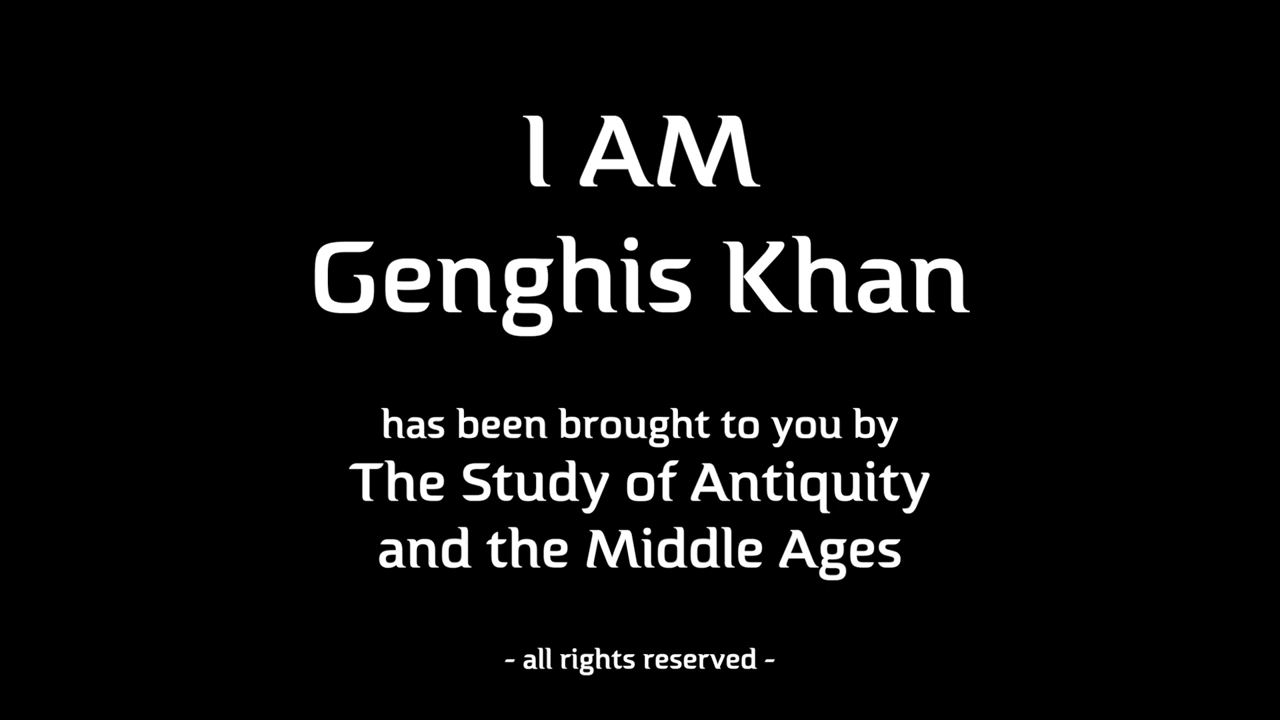 I AM
Genghis Khan
has been brought to you by
The Study of Antiquity
and the Middle Ages
- all rights reserved -